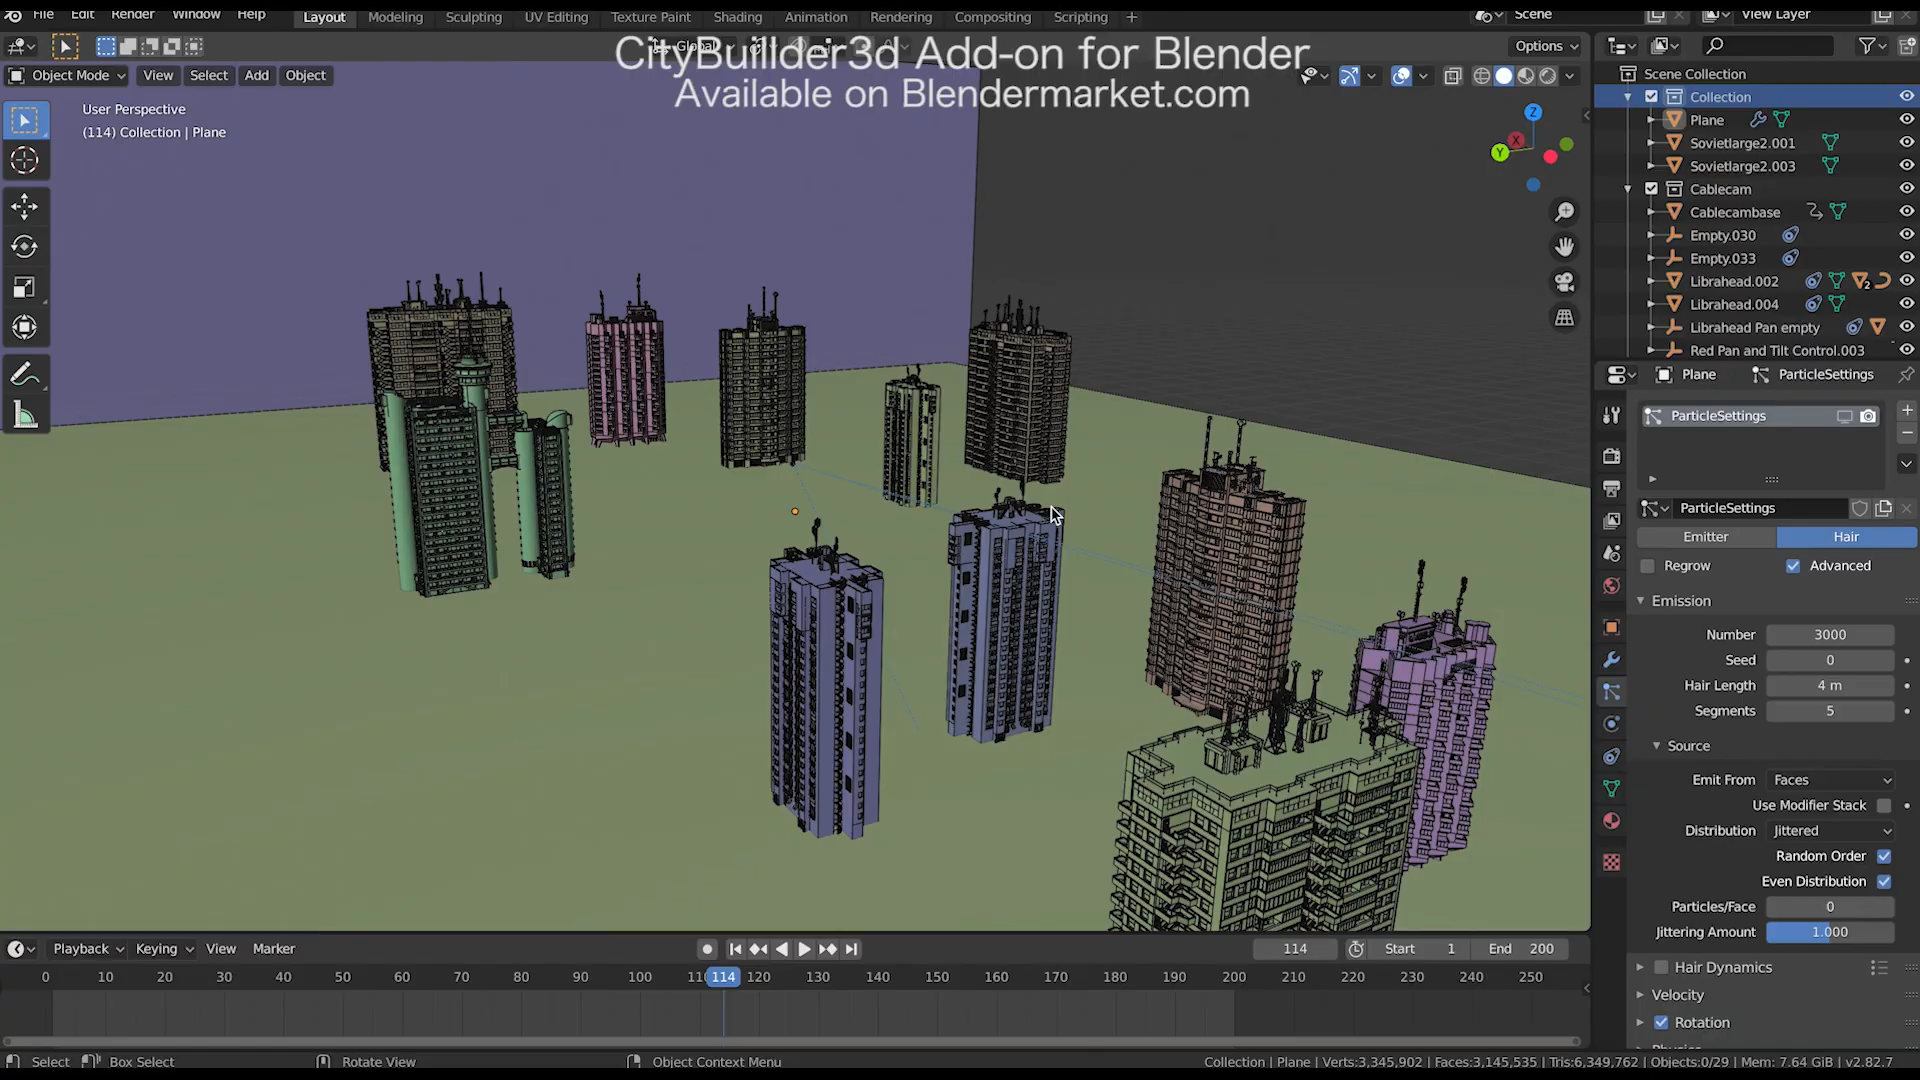 File Edit Render Window Help Layout Modeling Sculpting UV Editing Texture Paint Shading Animation Rendering Compositing Scripting + Scene View Layer
Global Options
CityBuillder3d Add-on for Blender
Available on Blendermarket.com
Object Mode View Select Add Object
User Perspective
(114) Collection | Plane
Z
X
Y
Scene Collection
Collection
Plane
Sovietlarge2.001
Sovietlarge2.003
Cablecam
Cablecambase
Empty.030
Empty.033
Librahead.002 2
Librahead.004
Librahead Pan empty
Red Pan and Tilt Control.003
Plane ParticleSettings
ParticleSettings
ParticleSettings
Emitter Hair
Regrow Advanced
Emission
Number 3000
Seed 0
Hair Length 4 m
Segments 5
Source
Emit From Faces
Use Modifier Stack
Distribution Jittered
Random Order
Even Distribution
Particles/Face 0
Jittering Amount 1.000
Hair Dynamics
Velocity
Rotation
Playback Keying View Marker 114 Start 1 End 200
0 10 20 30 40 50 60 70 80 90 100 114 120 130 140 150 160 170 180 190 200 210 220 230 240 250
Select Box Select Rotate View Object Context Menu Collection | Plane | Verts:3,345,902 | Faces:3,145,535 | Tris:6,349,762 | Objects:0/29 | Mem: 7.64 GiB | v2.82.7